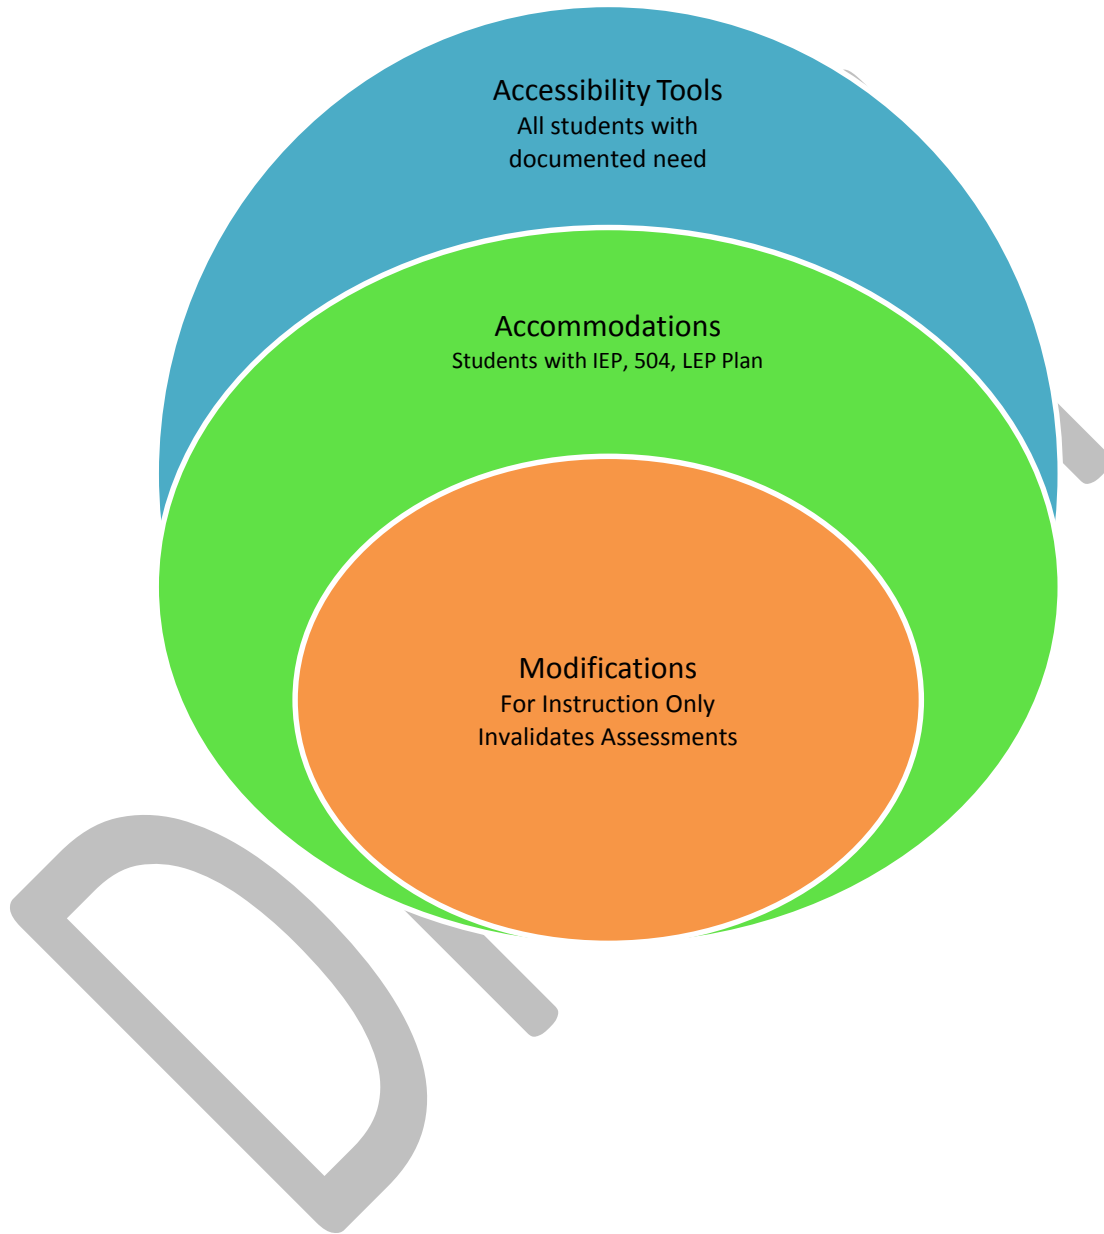 Accessibility Tools
All students with
documented need
Accommodations
Students with IEP, 504, LEP Plan
Modifications
For Instruction Only
Invalidates Assessments
D